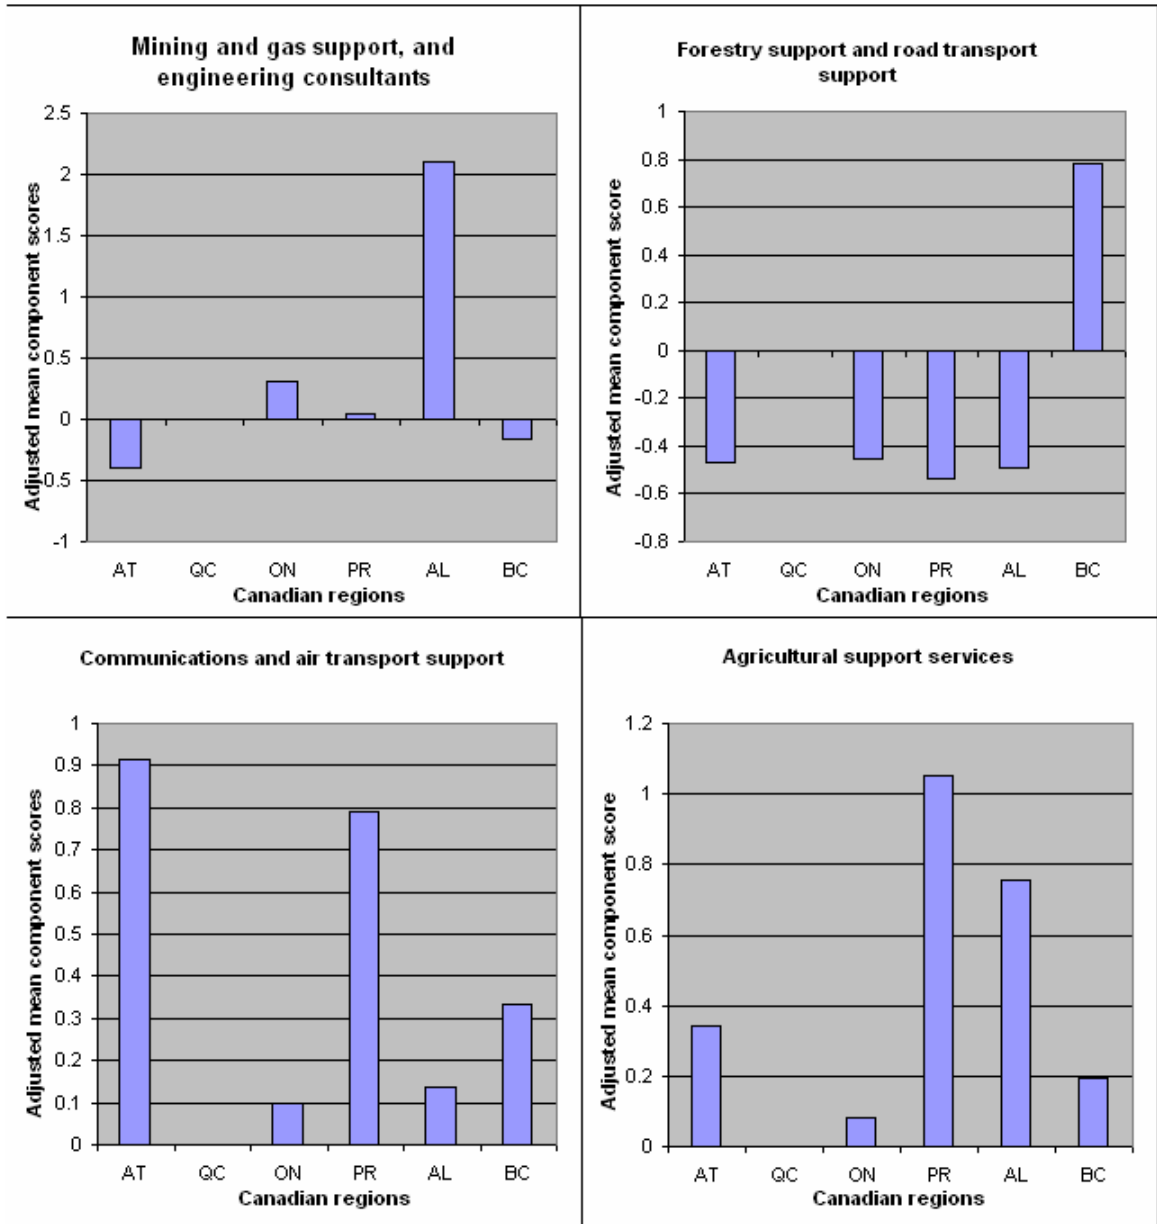 Mining and gas support, and
engineering consultants
Adjusted mean component scores
2.5
2
1.5
1
0.5
0
-0.5
-1
AT QC ON PR AL BC
Canadian regions
Forestry support and road transport
support
Adjusted mean component score
1
0.8
0.6
0.4
0.2
0
-0.2
-0.4
-0.6
-0.8
AT QC ON PR AL BC
Canadian regions
Communications and air transport support
Adjusted mean component scores
1
0.9
0.8
0.7
0.6
0.5
0.4
0.3
0.2
0.1
0
AT QC ON PR AL BC
Canadian regions
Agricultural support services
Adjusted mean component score
1.2
1
0.8
0.6
0.4
0.2
0
AT QC ON PR AL BC
Canadian regions